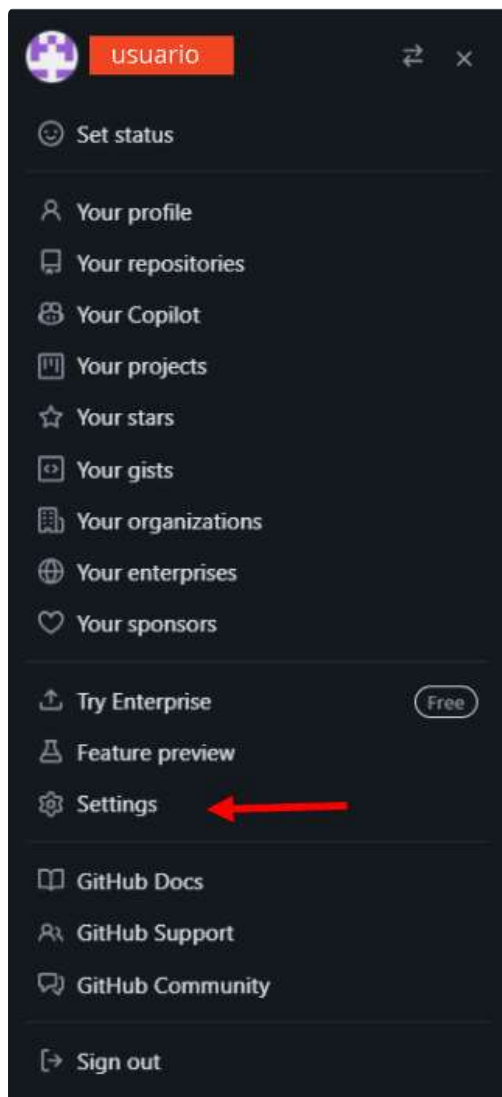 usuario
Set status
Your profile
Your repositories
Your Copilot
Your projects
Your stars
Your gists
Your organizations
Your enterprises
Your sponsors
Try Enterprise Free
Feature preview
Settings
GitHub Docs
GitHub Support
GitHub Community
Sign out